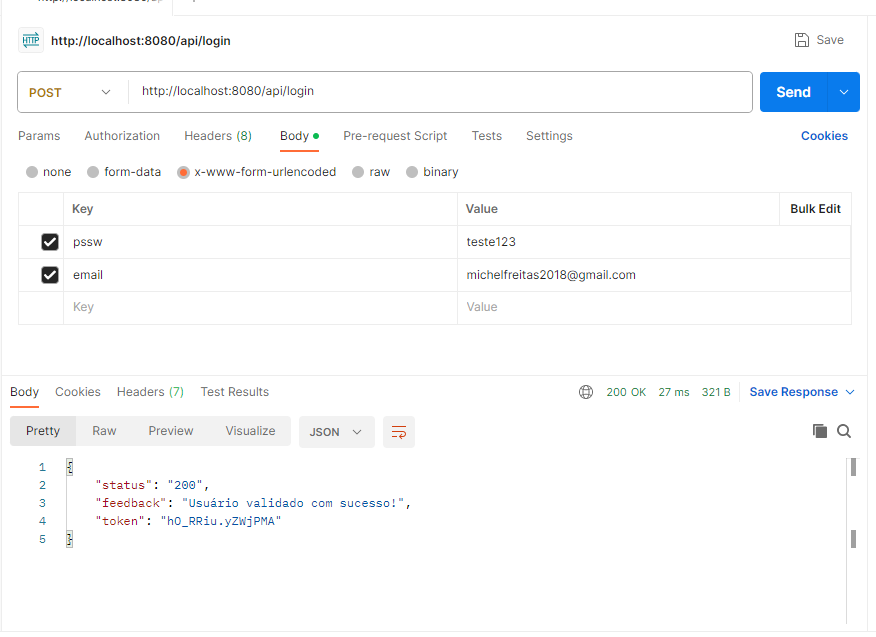 HTTP http://localhost:8080/api/login Save
POST http://localhost:8080/api/login Send
Params Authorization Headers (8) Body Pre-request Script Tests Settings Cookies
none form-data x-www-form-urlencoded raw binary
Key Value Bulk Edit
pssw teste123
email michelfreitas2018@gmail.com
Key Value
Body Cookies Headers (7) Test Results 200 OK 27 ms 321 B Save Response
Pretty Raw Preview Visualize JSON
1 {
2 "status": "200",
3 "feedback": "Usuário validado com sucesso!",
4 "token": "hO_RRiu.yZWjPMA"
5 }